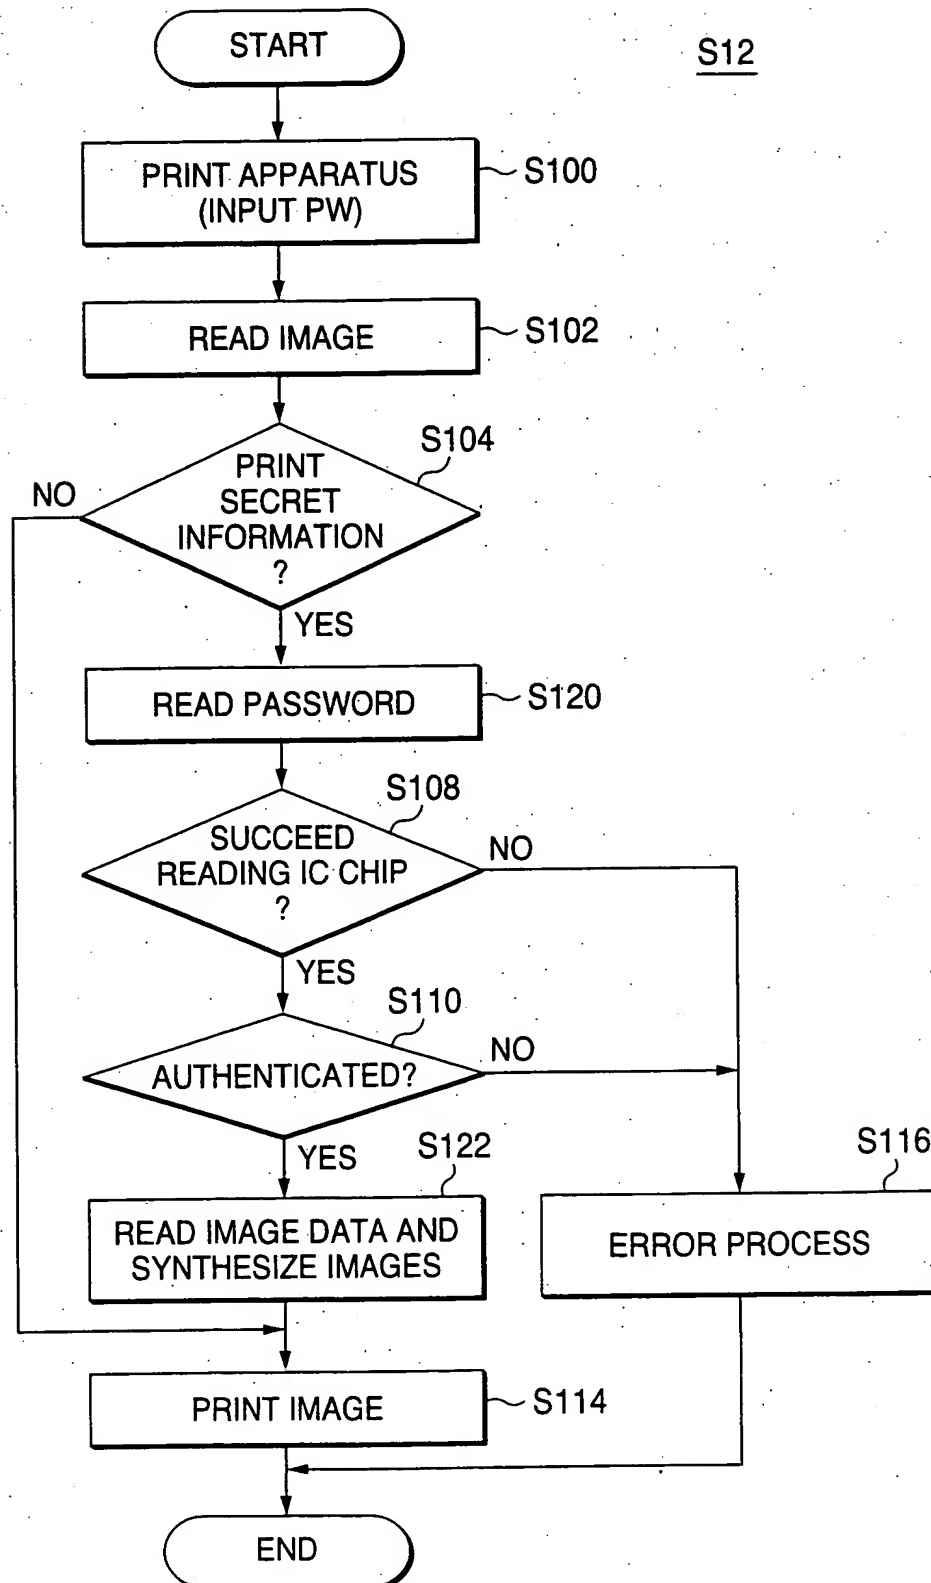 START
S12
PRINT APPARATUS
(INPUT PW)
S100
READ IMAGE
S102
S104
PRINT
SECRET
INFORMATION
?
NO
YES
READ PASSWORD
S120
S108
SUCCEED
READING IC CHIP
?
NO
YES
S110
AUTHENTICATED?
NO
YES
S122
S116
READ IMAGE DATA AND
SYNTHESIZE IMAGES
ERROR PROCESS
PRINT IMAGE
S114
END